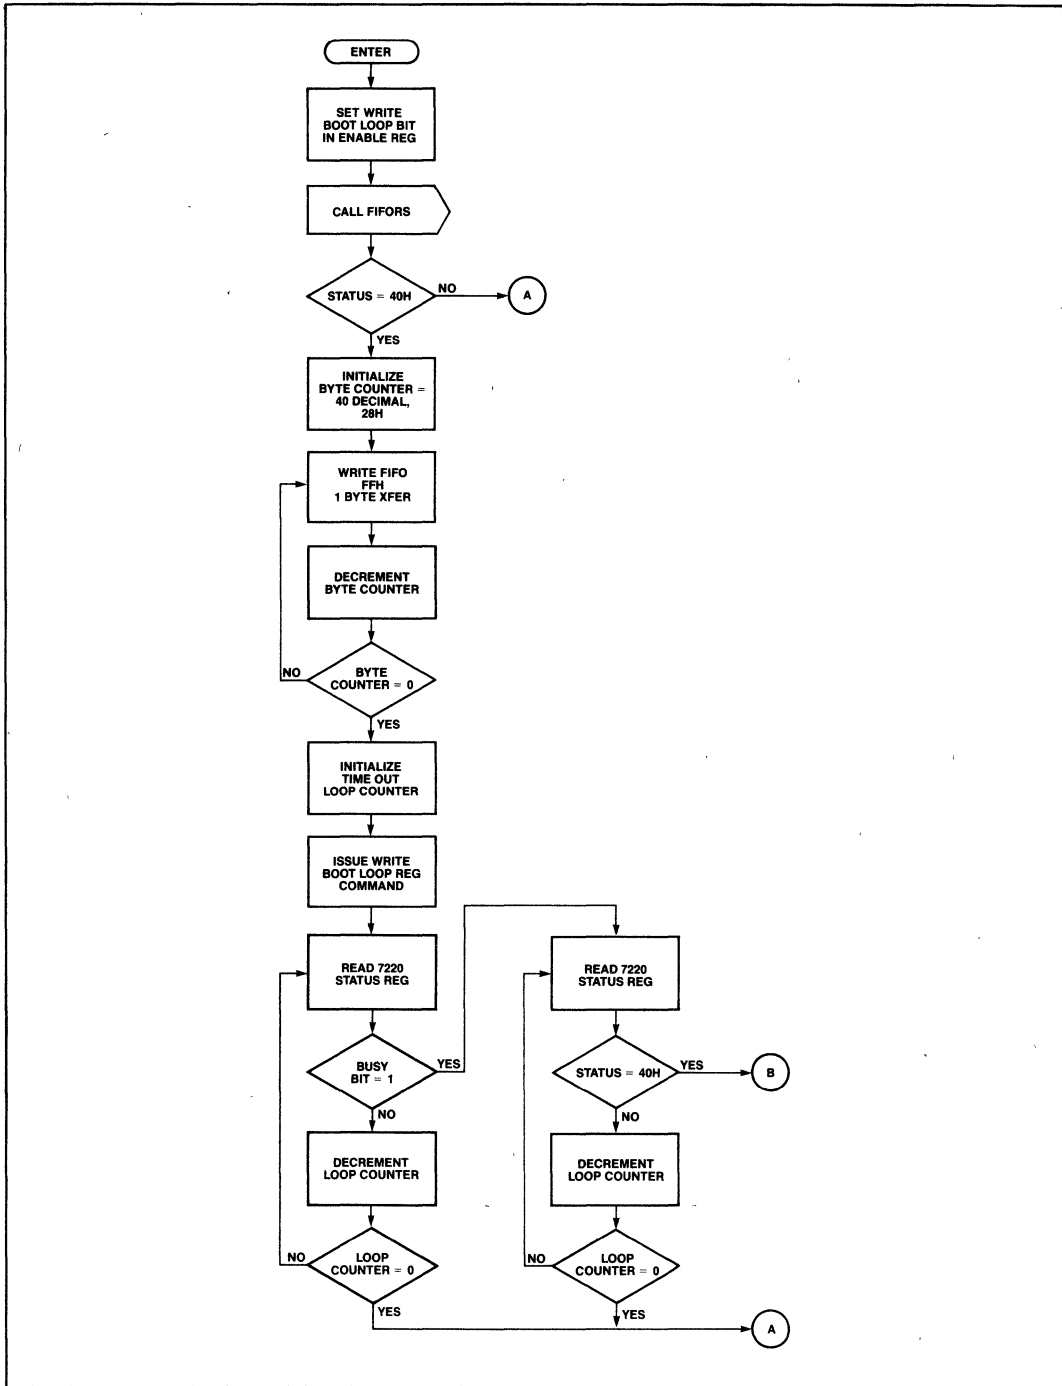 ENTER
SET WRITE
BOOT LOOP BIT
IN ENABLE REG
CALL FIFORS
STATUS = 40H
NO
A
YES
INITIALIZE
BYTE COUNTER =
40 DECIMAL,
28H
WRITE FIFO
FFH
1 BYTE XFER
DECREMENT
BYTE COUNTER
BYTE
COUNTER = 0
NO
YES
INITIALIZE
TIME OUT
LOOP COUNTER
ISSUE WRITE
BOOT LOOP REG
COMMAND
READ 7220
STATUS REG
BUSY
BIT = 1
YES
NO
DECREMENT
LOOP COUNTER
LOOP
COUNTER = 0
NO
YES
READ 7220
STATUS REG
STATUS = 40H
YES
B
NO
DECREMENT
LOOP COUNTER
LOOP
COUNTER = 0
NO
YES
A